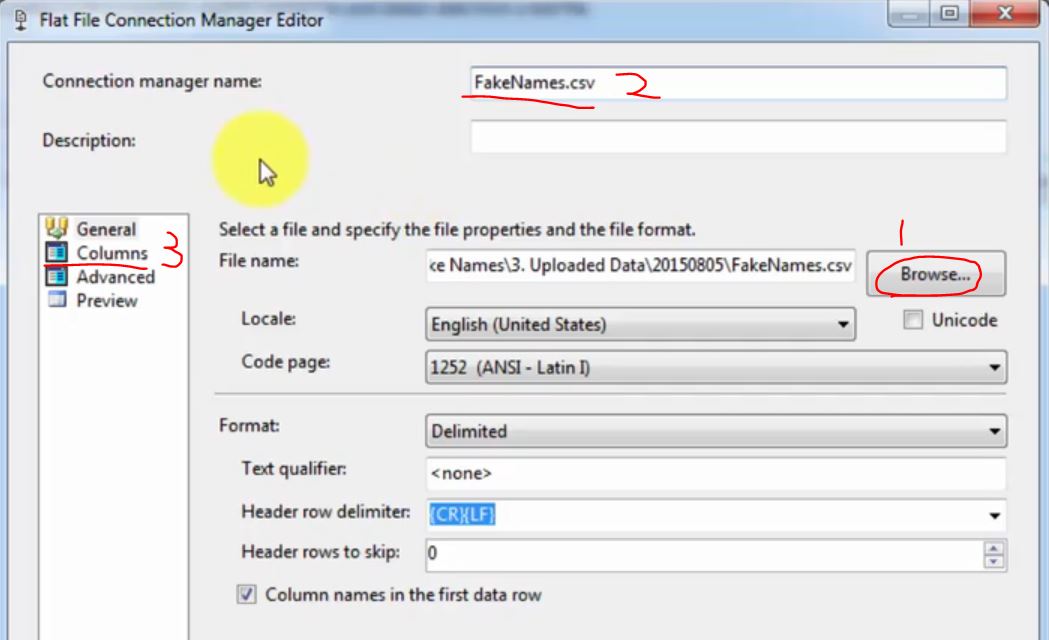 Flat File Connection Manager Editor
Connection manager name: FakeNames.csv 2
Description:
General
Columns 3
Advanced
Preview
Select a file and specify the file properties and the file format. 1
File name: ke Names\3. Uploaded Data\20150805\FakeNames.csv Browse...
Locale: English (United States) Unicode
Code page: 1252 (ANSI - Latin I)
Format: Delimited
Text qualifier: <none>
Header row delimiter: {CR}{LF}
Header rows to skip: 0
Column names in the first data row